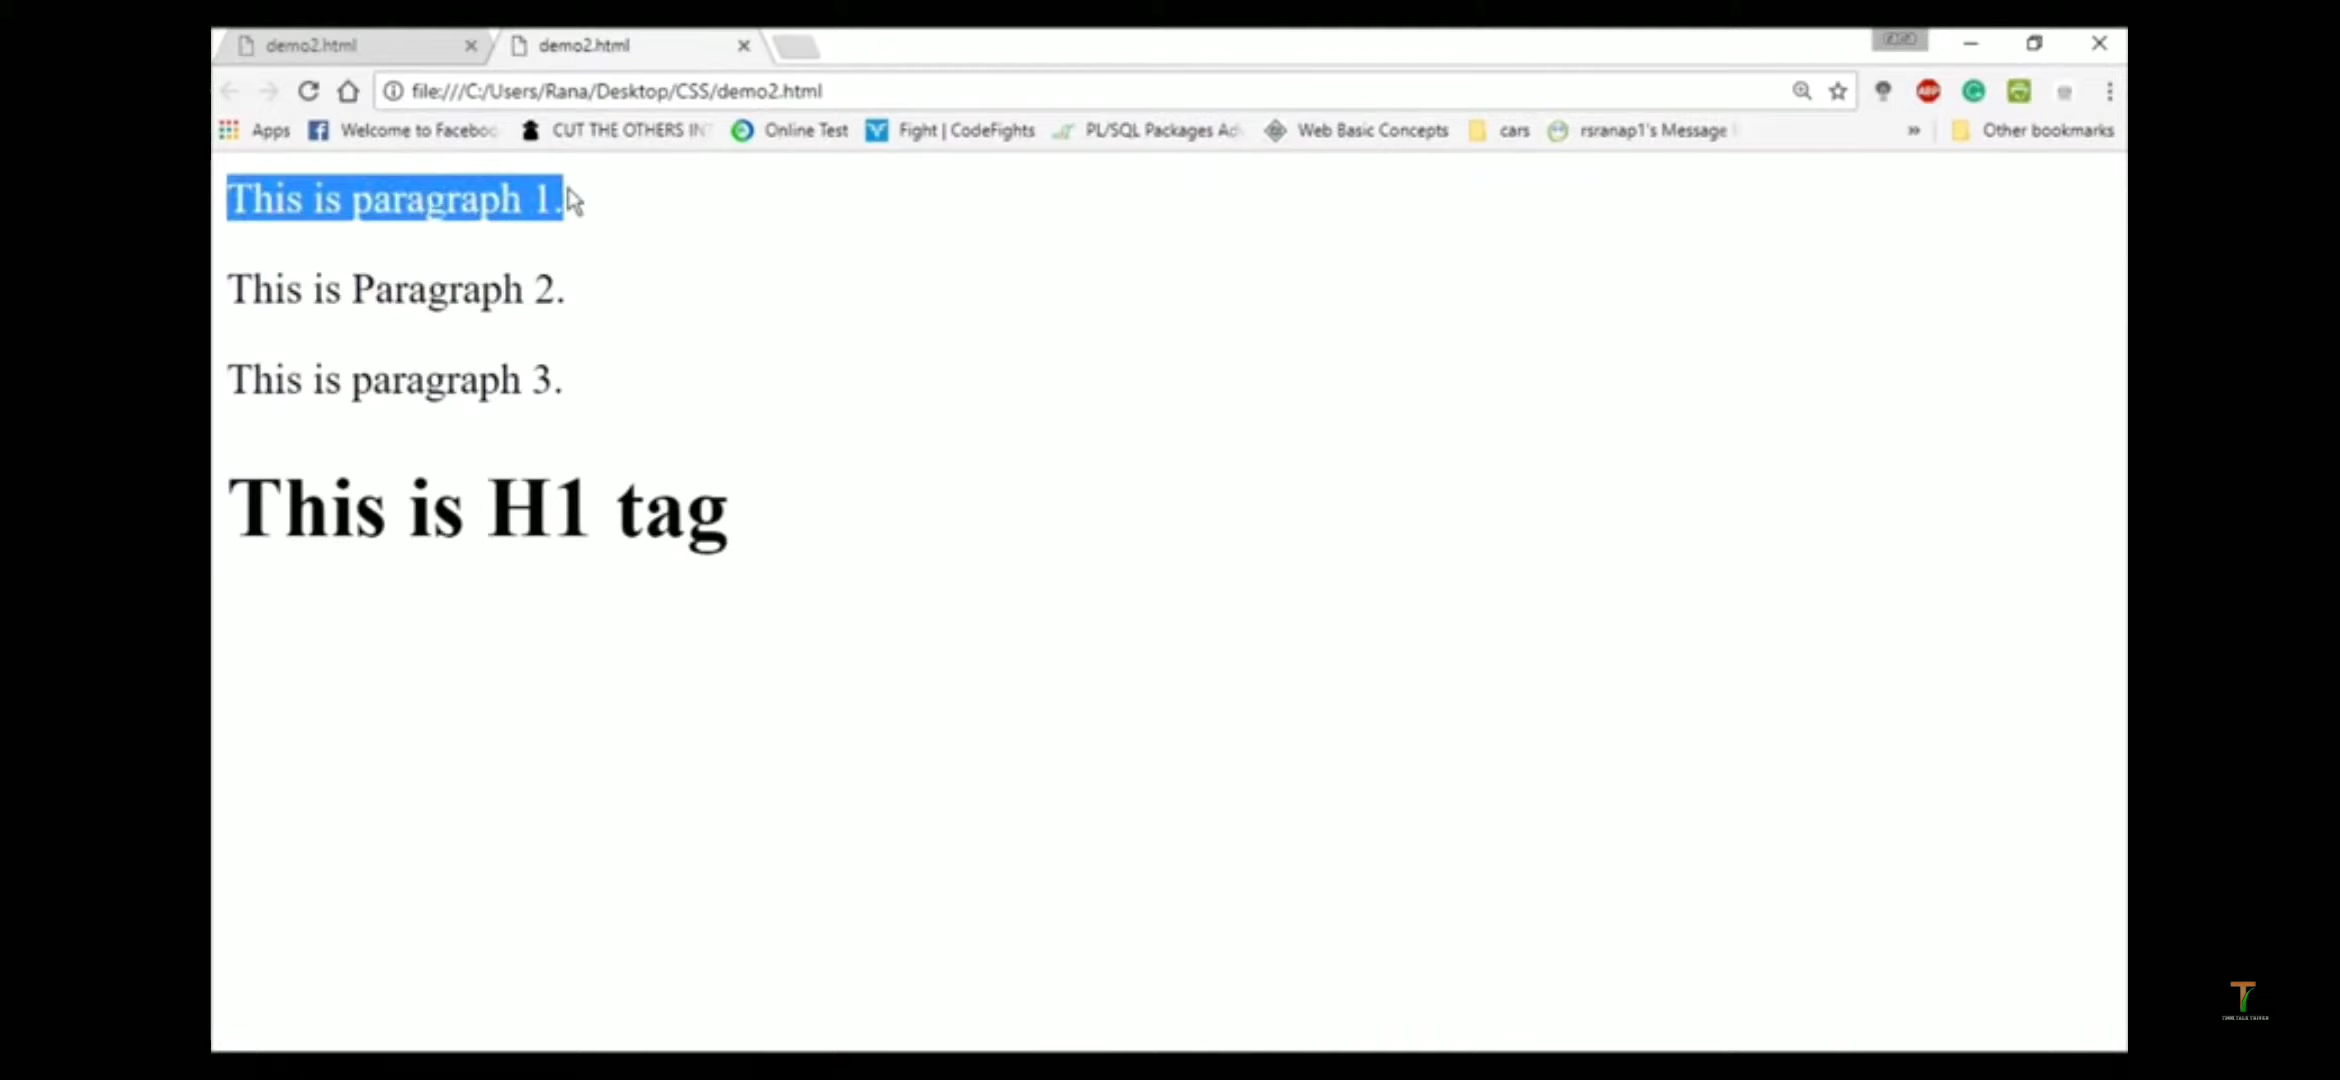 demo2.html
demo2.html
file:///C:/Users/Rana/Desktop/CSS/demo2.html
Apps Welcome to Faceboo CUT THE OTHERS IN Online Test Fight | CodeFights PL/SQL Packages Ad Web Basic Concepts cars rsranap1's Message » Other bookmarks
This is paragraph 1.
This is Paragraph 2.
This is paragraph 3.
This is H1 tag